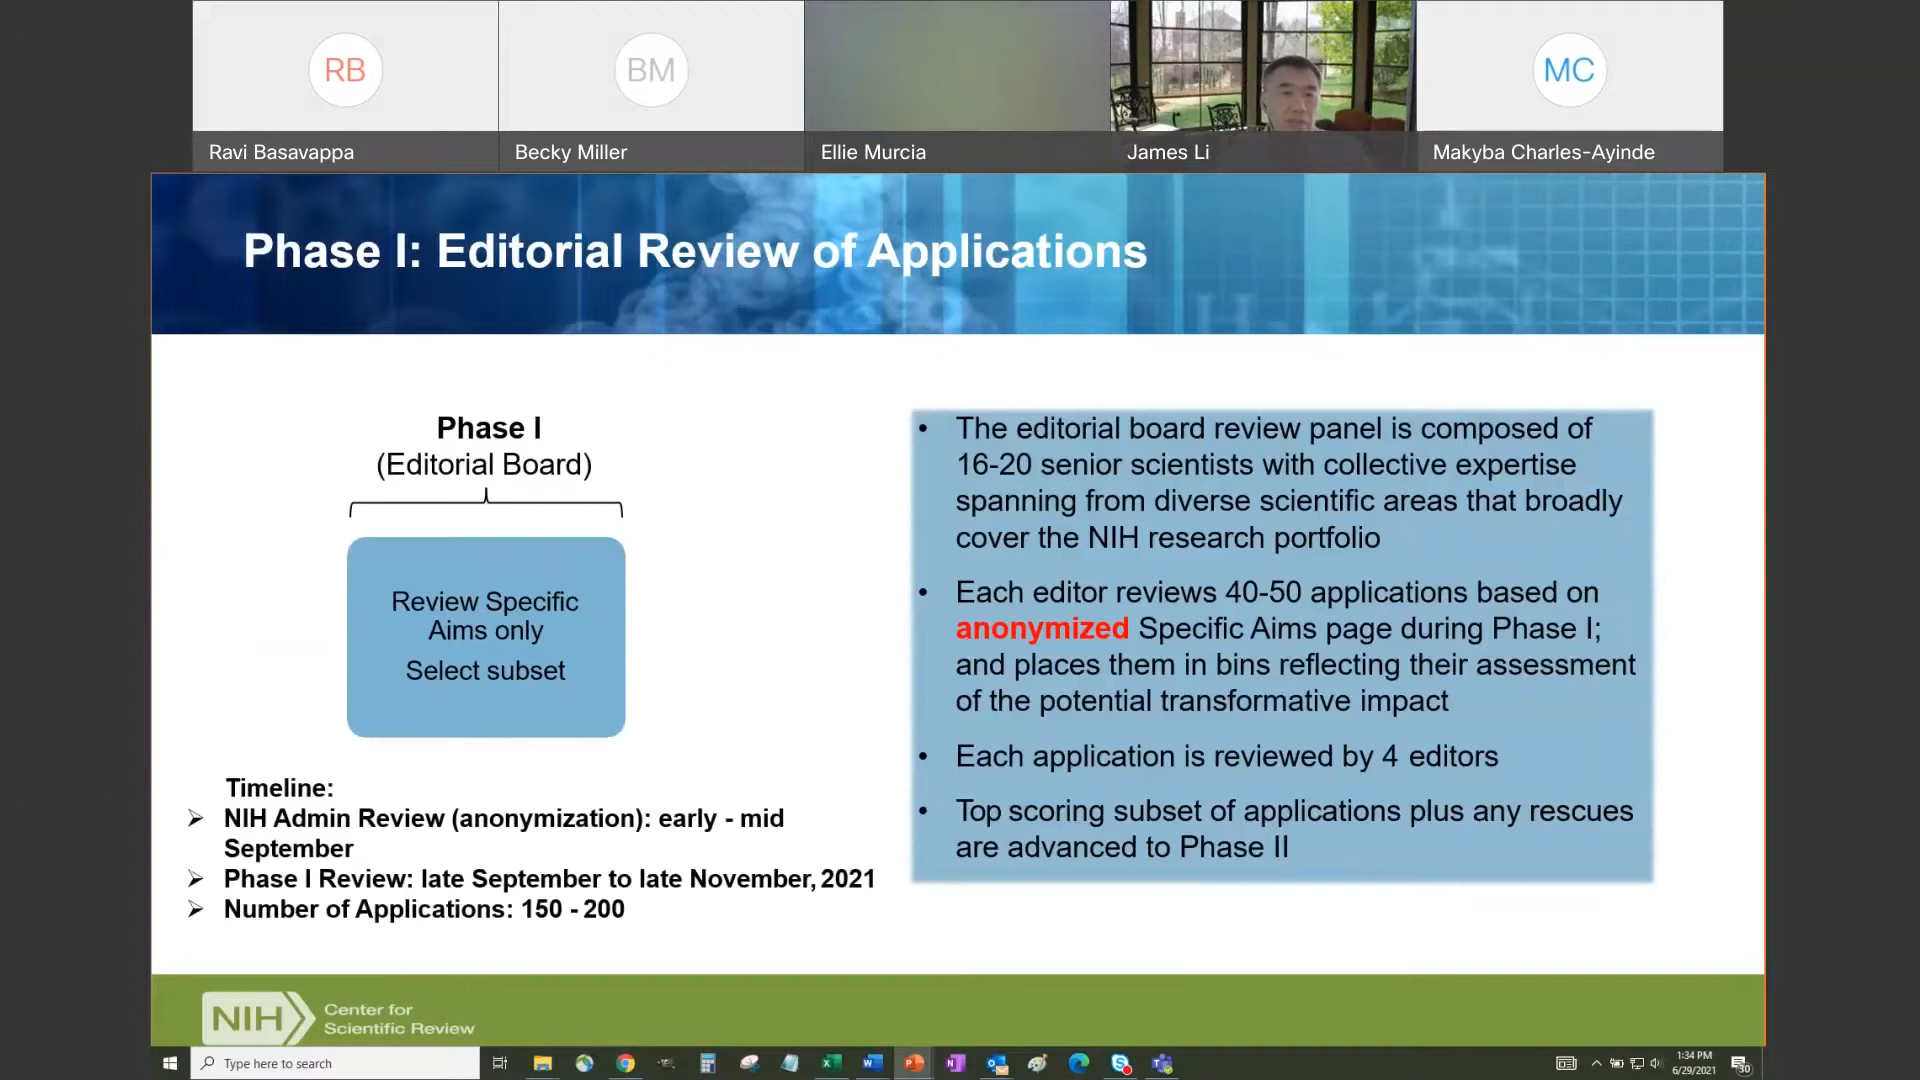 RB
BM
MC
Ravi Basavappa
Becky Miller
Ellie Murcia
James Li
Makyba Charles-Ayinde
Phase I: Editorial Review of Applications
Phase I
(Editorial Board)
Review Specific
Aims only
Select subset
Timeline:
➢ NIH Admin Review (anonymization): early - mid
September
➢ Phase I Review: late September to late November, 2021
➢ Number of Applications: 150 - 200
• The editorial board review panel is composed of
16-20 senior scientists with collective expertise
spanning from diverse scientific areas that broadly
cover the NIH research portfolio
• Each editor reviews 40-50 applications based on
anonymized Specific Aims page during Phase I;
and places them in bins reflecting their assessment
of the potential transformative impact
• Each application is reviewed by 4 editors
• Top scoring subset of applications plus any rescues
are advanced to Phase II
NIH
Center for
Scientific Review
Type here to search
1:34 PM
6/29/2021
30